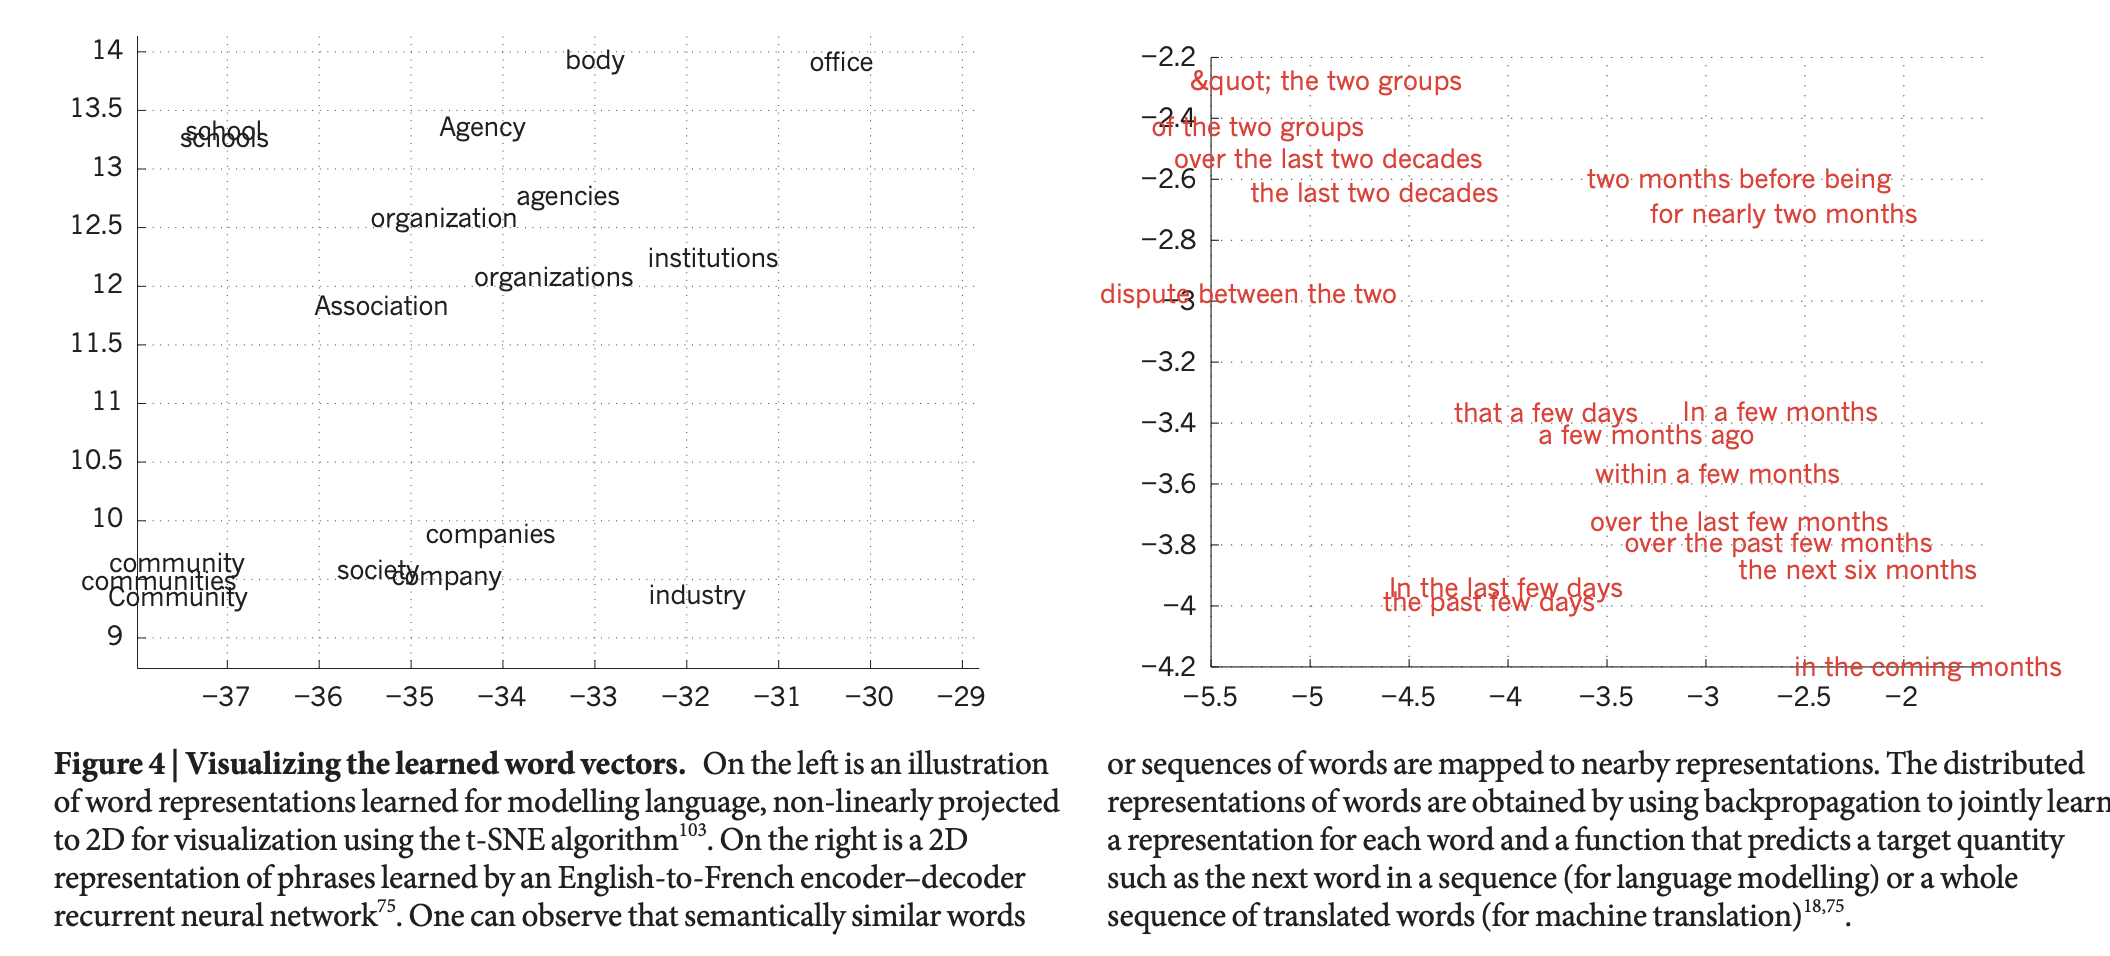 14
13.5
13
12.5
12
11.5
11
10.5
10
9
body
office
school
schools
Agency
agencies
organization
institutions
organizations
Association
companies
community
society
company
communities
Community
industry
−37 −36 −35 −34 −33 −32 −31 −30 −29
−2.2
−2.4
−2.6
−2.8
−3
−3.2
−3.4
−3.6
−3.8
−4
−4.2
&quot; the two groups
of the two groups
over the last two decades
the last two decades
two months before being
for nearly two months
dispute between the two
that a few days
In a few months
a few months ago
within a few months
over the last few months
over the past few months
the next six months
In the last few days
the past few days
in the coming months
−5.5 −5 −4.5 −4 −3.5 −3 −2.5 −2
Figure 4 | Visualizing the learned word vectors. On the left is an illustration
of word representations learned for modelling language, non-linearly projected
to 2D for visualization using the t-SNE algorithm103. On the right is a 2D
representation of phrases learned by an English-to-French encoder–decoder
recurrent neural network75. One can observe that semantically similar words
or sequences of words are mapped to nearby representations. The distributed
representations of words are obtained by using backpropagation to jointly learn
a representation for each word and a function that predicts a target quantity
such as the next word in a sequence (for language modelling) or a whole
sequence of translated words (for machine translation)18,75.